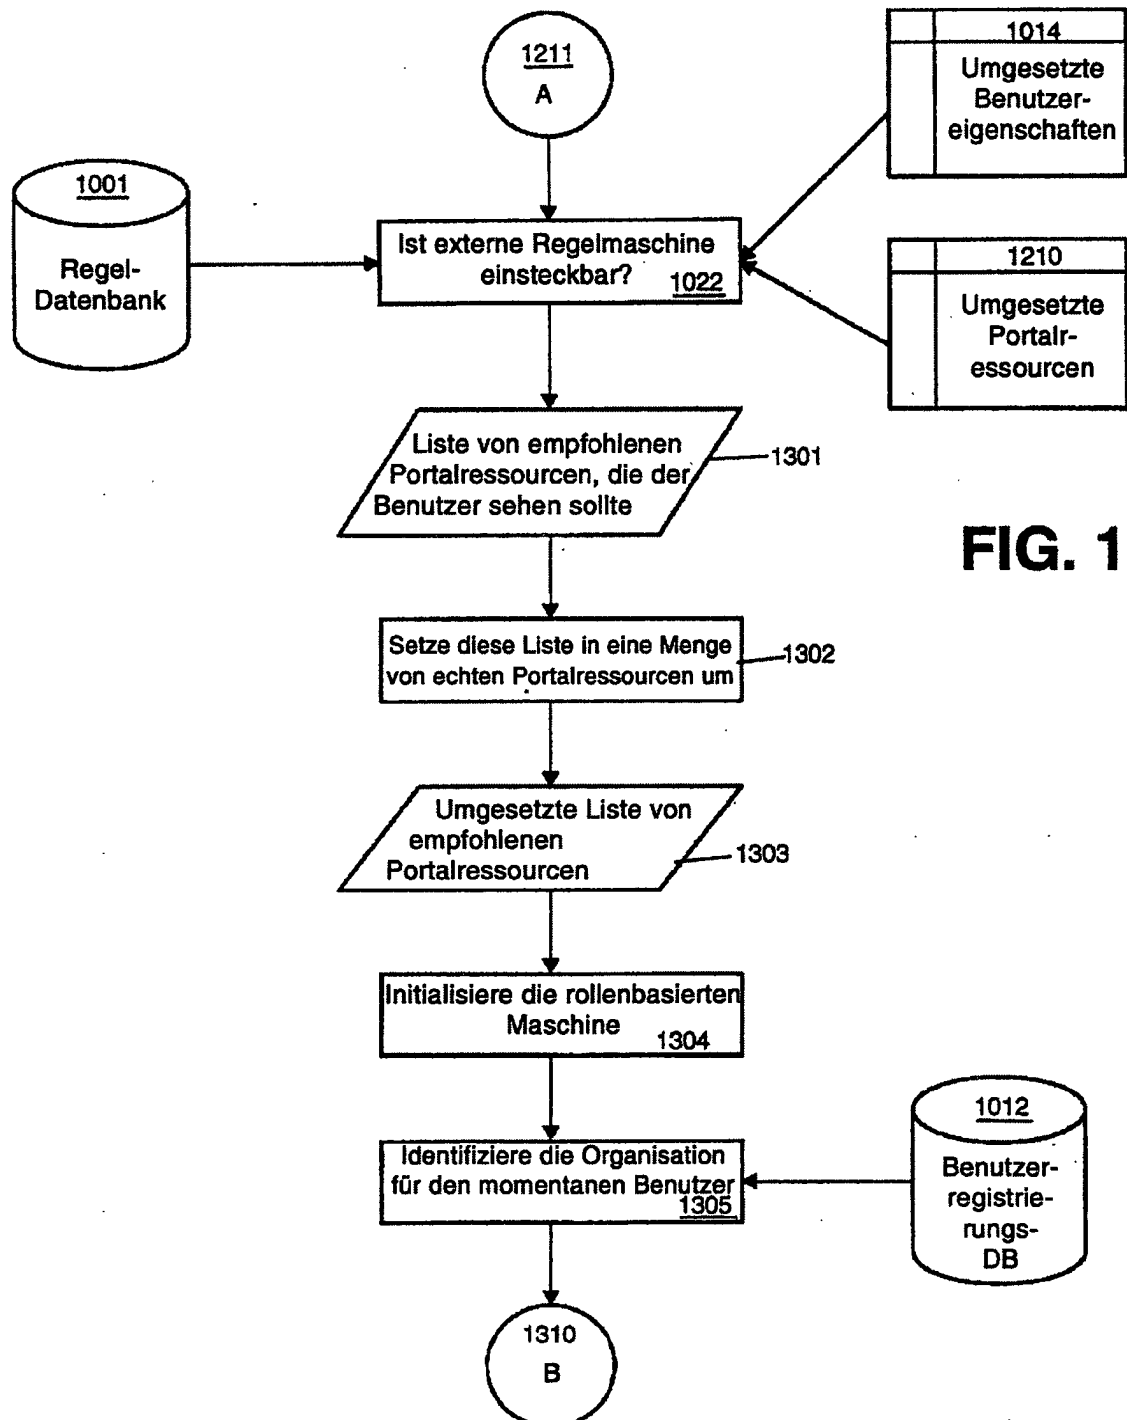 1211
A
1014
Umgesetzte
Benutzer-
eigenschaften
1001
Regel-
Datenbank
Ist externe Regelmaschine
einsteckbar?
1022
1210
Umgesetzte
Portalr-
essourcen
Liste von empfohlenen
Portalressourcen, die der
Benutzer sehen sollte
1301
FIG. 1
Setze diese Liste in eine Menge
von echten Portalressourcen um
1302
Umgesetzte Liste von
empfohlenen
Portalressourcen
1303
Initialisiere die rollenbasierten
Maschine
1304
Identifiziere die Organisation
für den momentanen Benutzer
1305
1012
Benutzer-
registrie-
rungs-
DB
1310
B